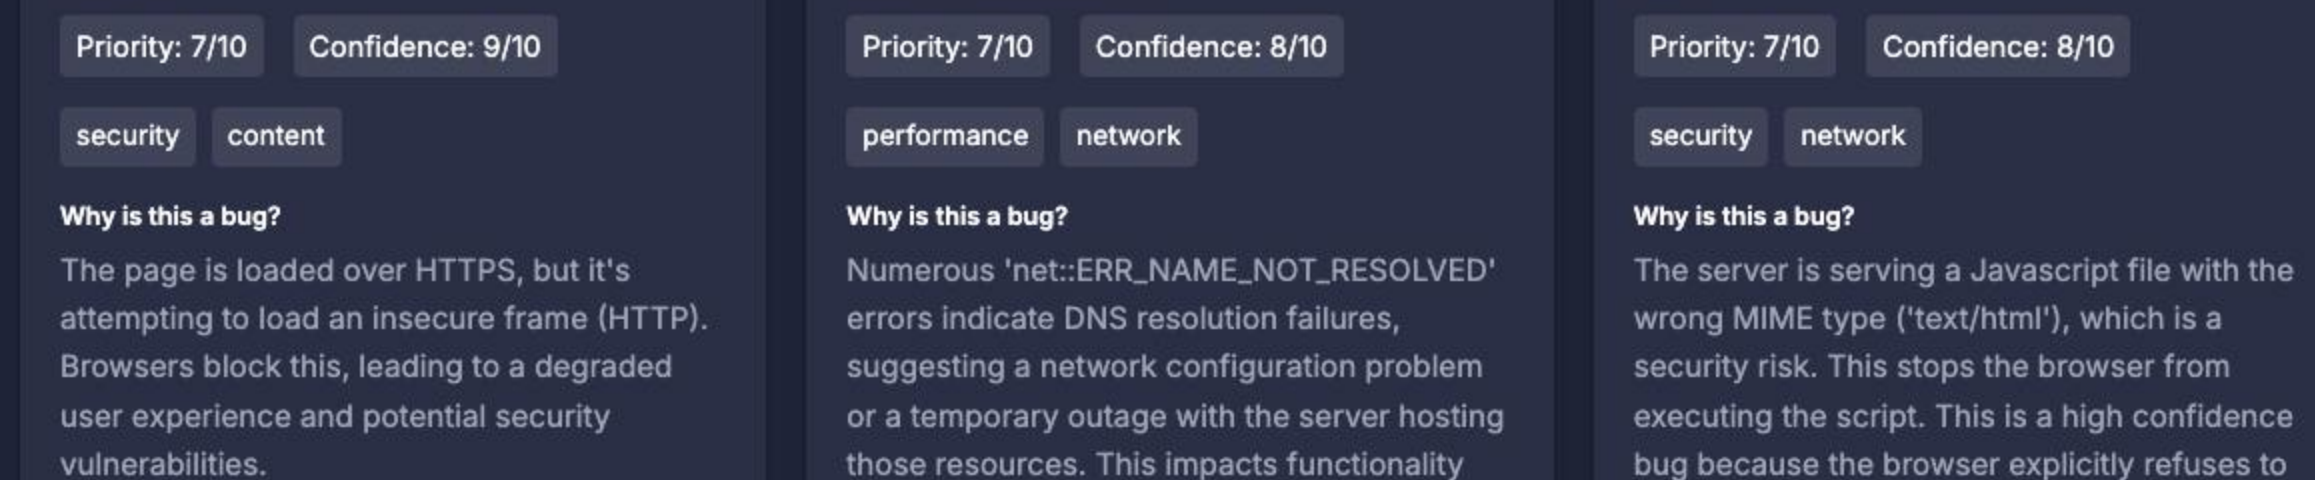 Priority: 7/10 Confidence: 9/10
security content
Why is this a bug?
The page is loaded over HTTPS, but it's
attempting to load an insecure frame (HTTP).
Browsers block this, leading to a degraded
user experience and potential security
vulnerabilities.
Priority: 7/10 Confidence: 8/10
performance network
Why is this a bug?
Numerous 'net::ERR_NAME_NOT_RESOLVED'
errors indicate DNS resolution failures,
suggesting a network configuration problem
or a temporary outage with the server hosting
those resources. This impacts functionality
Priority: 7/10 Confidence: 8/10
security network
Why is this a bug?
The server is serving a Javascript file with the
wrong MIME type ('text/html'), which is a
security risk. This stops the browser from
executing the script. This is a high confidence
bug because the browser explicitly refuses to